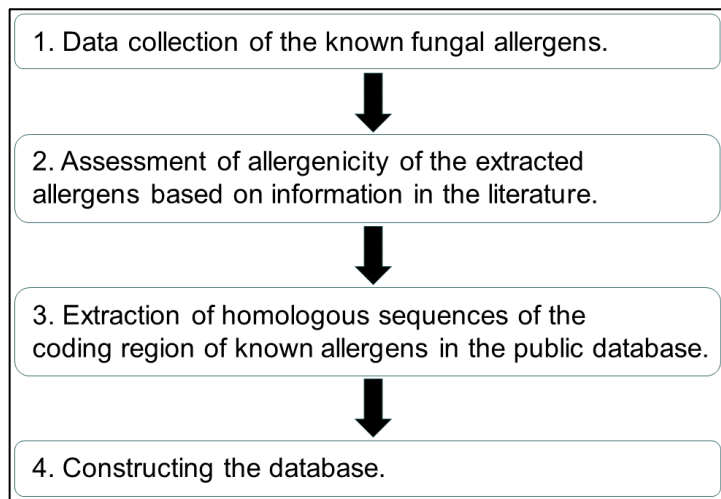 1. Data collection of the known fungal allergens.
2. Assessment of allergenicity of the extracted
allergens based on information in the literature.
3. Extraction of homologous sequences of the
coding region of known allergens in the public database.
4. Constructing the database.